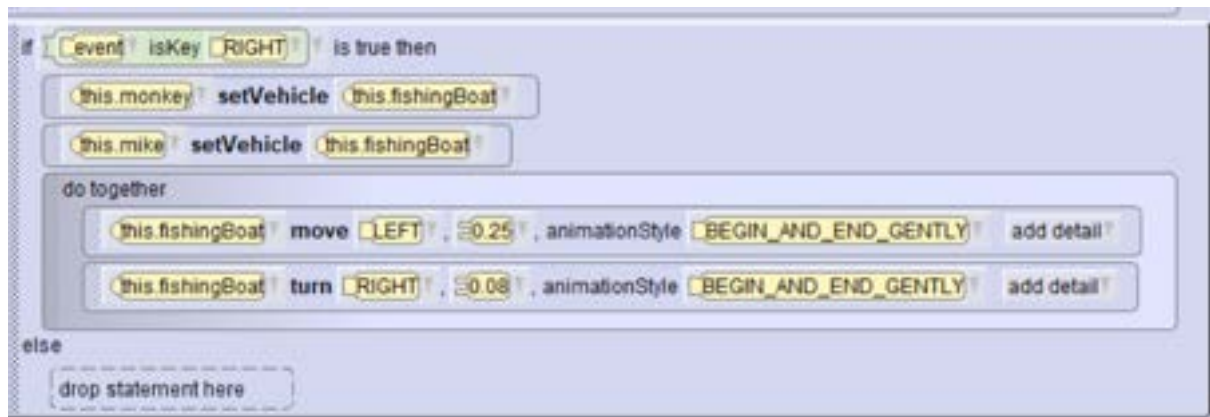 if event isKey RIGHT is true then
this.monkey setVehicle this.fishingBoat
this.mike setVehicle this.fishingBoat
do together
this.fishingBoat move LEFT , 0.25 , animationStyle BEGIN_AND_END_GENTLY add detail
this.fishingBoat turn RIGHT , 0.08 , animationStyle BEGIN_AND_END_GENTLY add detail
else
drop statement here